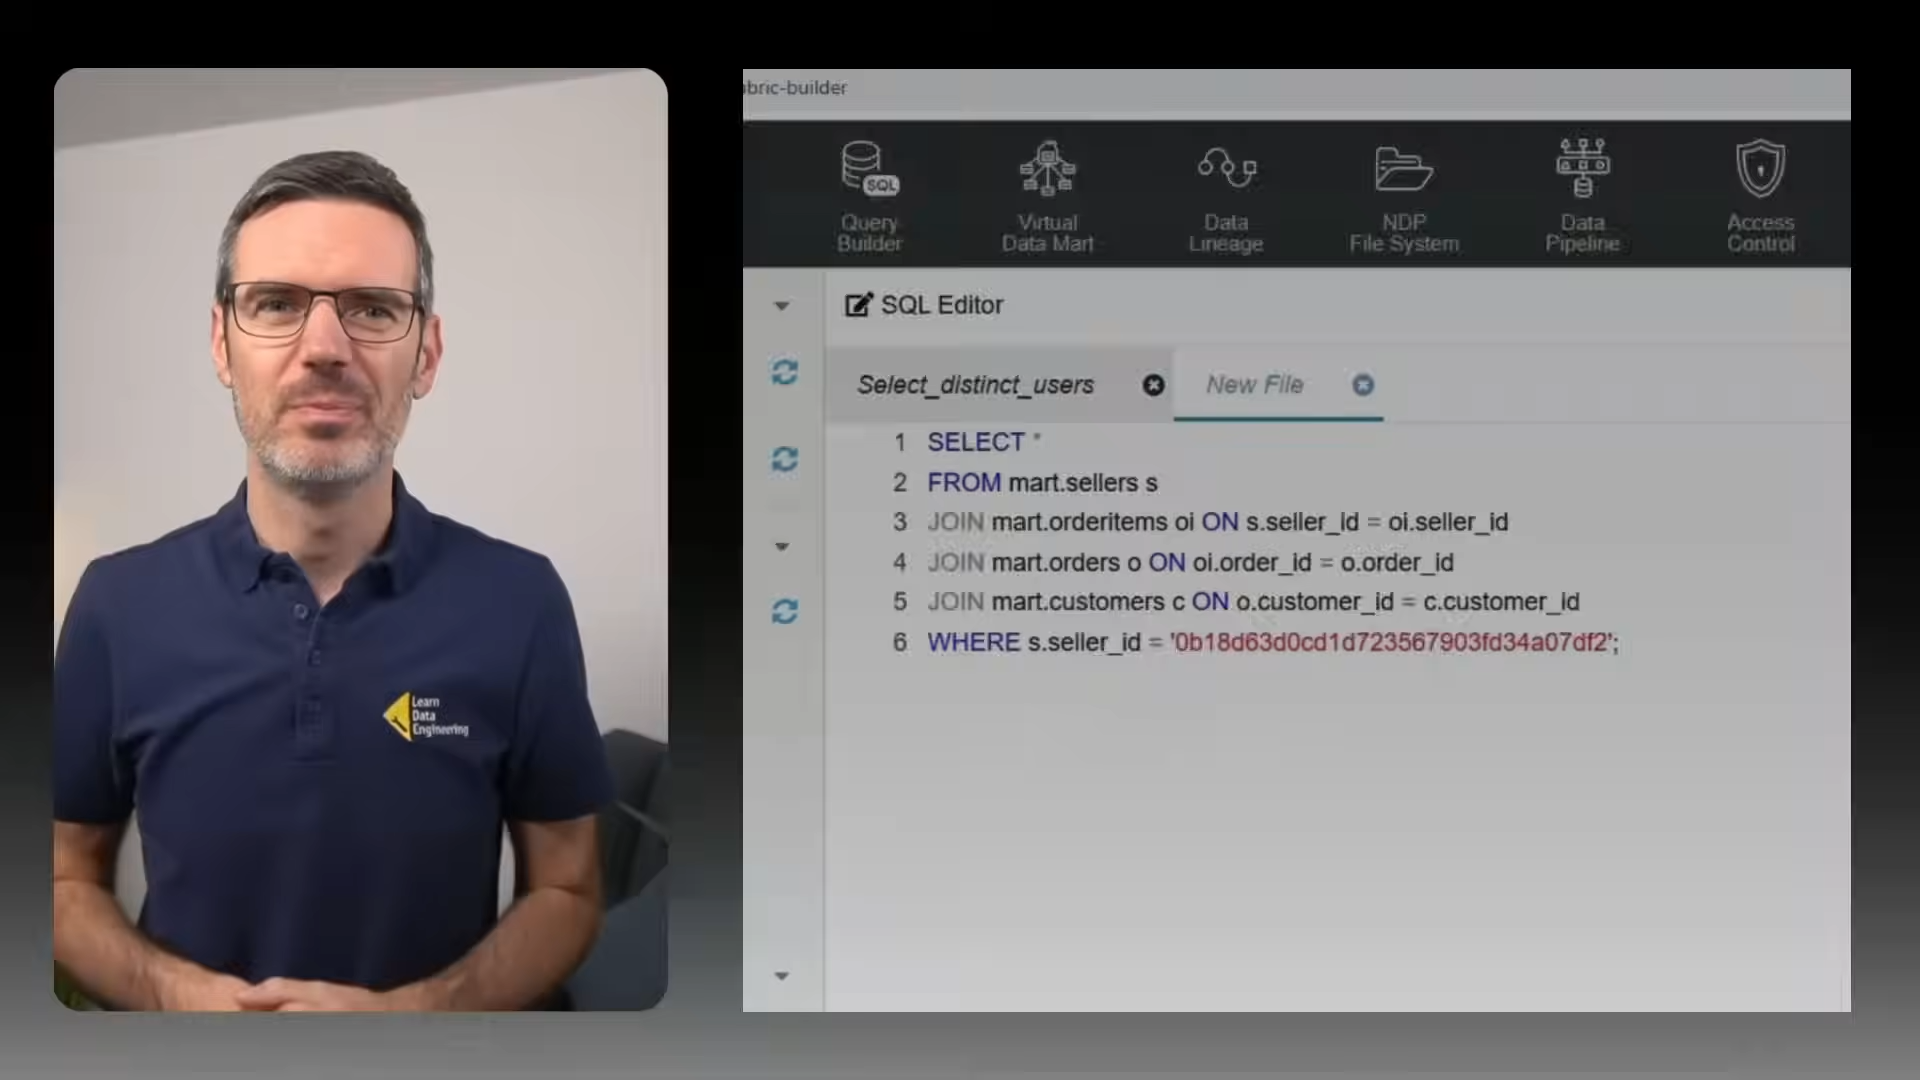 Learn
Data
Engineering
abric-builder
SQL
Query
Builder
Virtual
Data Mart
Data
Lineage
NDP
File System
Data
Pipeline
Access
Control
SQL Editor
Select_distinct_users
New File
1 SELECT *
2 FROM mart.sellers s
3 JOIN mart.orderitems oi ON s.seller_id = oi.seller_id
4 JOIN mart.orders o ON oi.order_id = o.order_id
5 JOIN mart.customers c ON o.customer_id = c.customer_id
6 WHERE s.seller_id = '0b18d63d0cd1d723567903fd34a07df2';